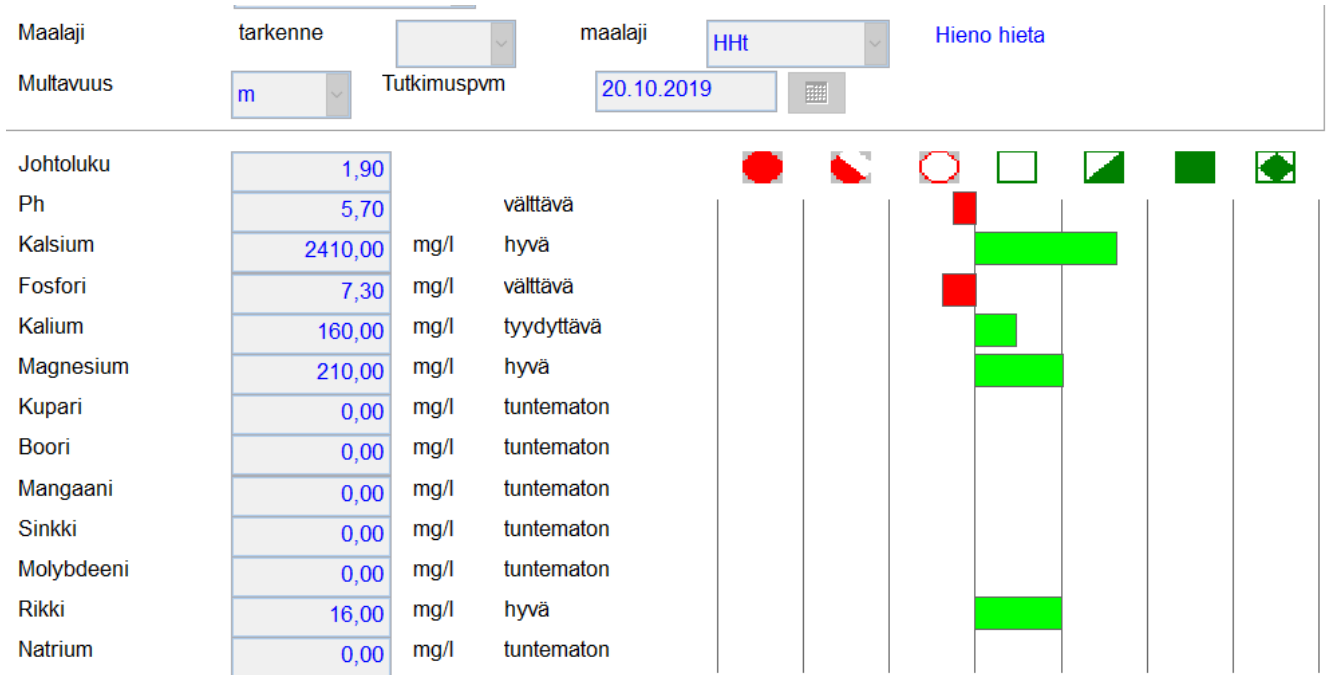 Maalaji tarkenne maalaji HHt Hieno hieta
Multavuus m Tutkimuspvm 20.10.2019
Johtoluku 1,90
Ph 5,70 välttävä
Kalsium 2410,00 mg/l hyvä
Fosfori 7,30 mg/l välttävä
Kalium 160,00 mg/l tyydyttävä
Magnesium 210,00 mg/l hyvä
Kupari 0,00 mg/l tuntematon
Boori 0,00 mg/l tuntematon
Mangaani 0,00 mg/l tuntematon
Sinkki 0,00 mg/l tuntematon
Molybdeeni 0,00 mg/l tuntematon
Rikki 16,00 mg/l hyvä
Natrium 0,00 mg/l tuntematon